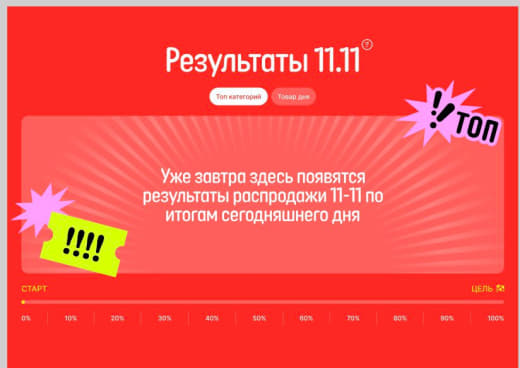 Результаты 11.11
?
Топ категорий Товар дня
!! ТОП
Уже завтра здесь появятся
результаты распродажи 11-11 по
итогам сегодняшнего дня
!!!!
СТАРТ ЦЕЛЬ
0% 10% 20% 30% 40% 50% 60% 70% 80% 90% 100%